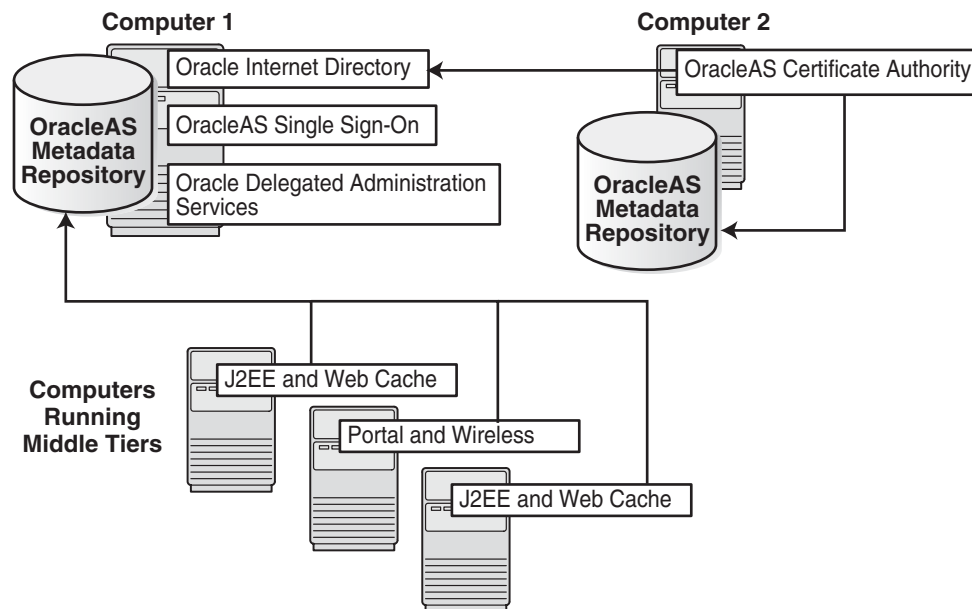 Computer 1
Computer 2
Oracle Internet Directory
OracleAS Certificate Authority
OracleAS Single Sign-On
OracleAS
Metadata
Repository
Oracle Delegated Administration
Services
OracleAS
Metadata
Repository
Computers
Running
Middle Tiers
J2EE and Web Cache
Portal and Wireless
J2EE and Web Cache